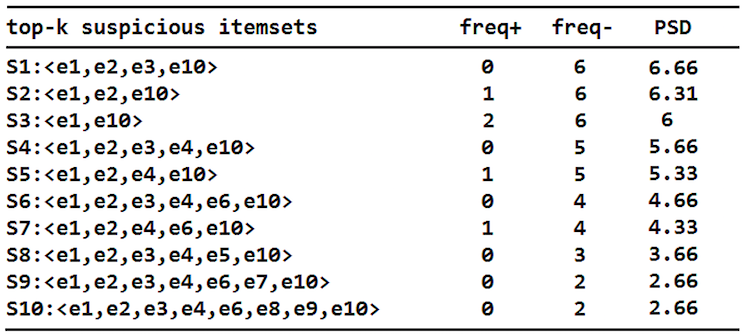 top-k suspicious itemsets freq+ freq- PSD
S1:<e1,e2,e3,e10> 0 6 6.66
S2:<e1,e2,e10> 1 6 6.31
S3:<e1,e10> 2 6 6
S4:<e1,e2,e3,e4,e10> 0 5 5.66
S5:<e1,e2,e4,e10> 1 5 5.33
S6:<e1,e2,e3,e4,e6,e10> 0 4 4.66
S7:<e1,e2,e4,e6,e10> 1 4 4.33
S8:<e1,e2,e3,e4,e5,e10> 0 3 3.66
S9:<e1,e2,e3,e4,e6,e7,e10> 0 2 2.66
S10:<e1,e2,e3,e4,e6,e8,e9,e10> 0 2 2.66